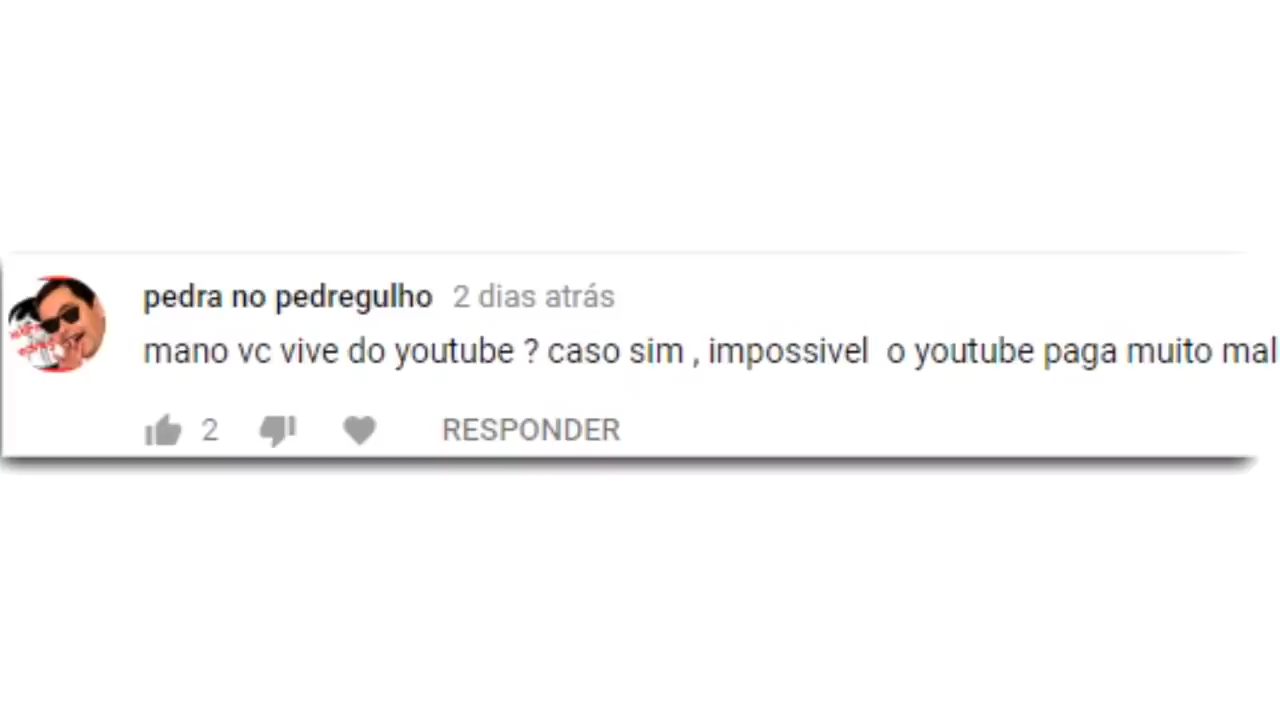 pedra no pedregulho 2 dias atrás
mano vc vive do youtube ? caso sim , impossivel o youtube paga muito mal
2 RESPONDER